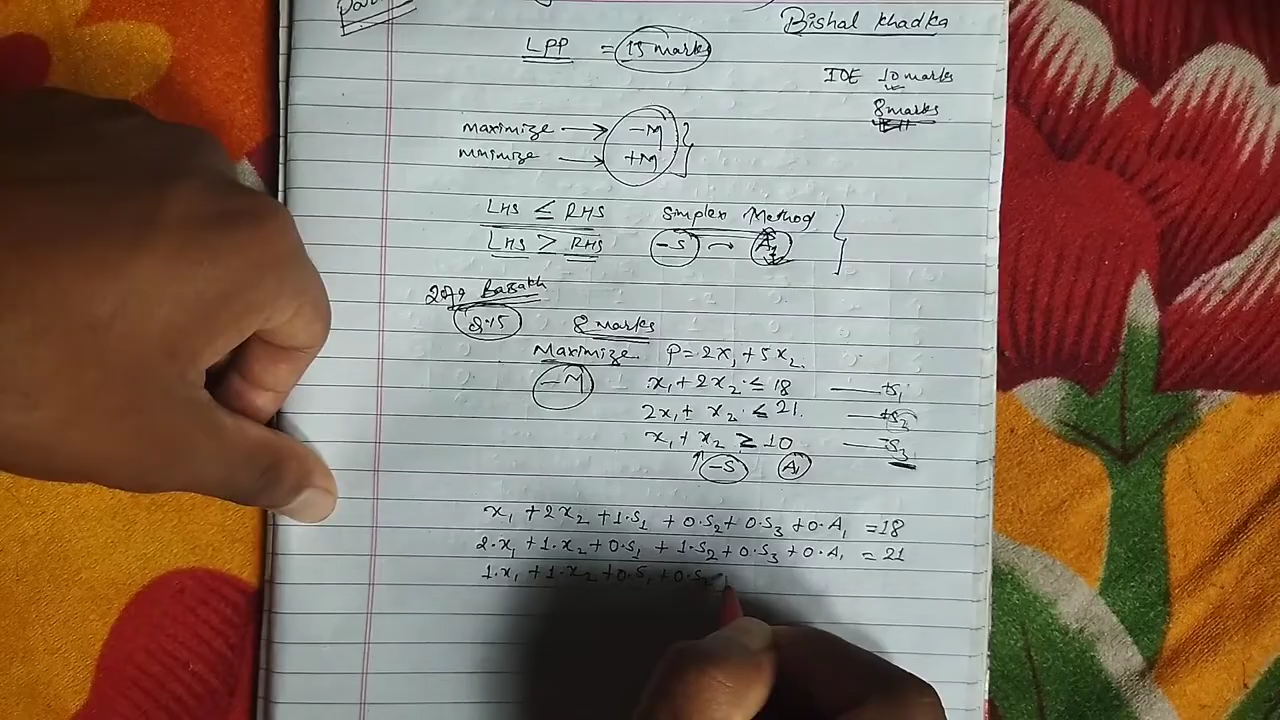 Bishal Khadka
LPP = 15 marks
IOE 10 marks
8 marks
maximize → -M
minimize → +M
LHS ≤ RHS Simplex Method
LHS > RHS -S → A1
Baisakh
Q.15 8 marks
Maximize P = 2x₁ + 5x₂.
-M x₁ + 2x₂ ≤ 18 — +S₁
2x₁ + x₂ ≤ 21. — +S₂
x₁ + x₂ ≥ 10 — -S₃
↑ -S A₁
x₁ + 2x₂ + 1.S₁ + 0.S₂ + 0.S₃ + 0.A₁ = 18
2.x₁ + 1.x₂ + 0.S₁ + 1.S₂ + 0.S₃ + 0.A₁ = 21
1.x₁ + 1.x₂ + 0.S₁ + 0.S₂